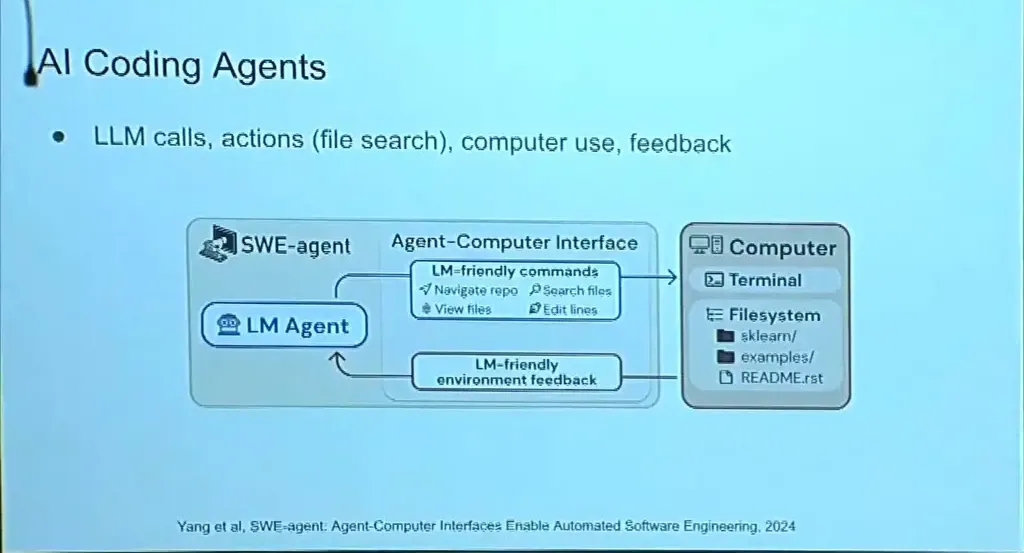 AI Coding Agents
• LLM calls, actions (file search), computer use, feedback
SWE-agent
Agent-Computer Interface
LM-friendly commands
Navigate repo
Search files
View files
Edit lines
LM Agent
LM-friendly
environment feedback
Computer
Terminal
Filesystem
sklearn/
examples/
README.rst
Yang et al, SWE-agent: Agent-Computer Interfaces Enable Automated Software Engineering, 2024